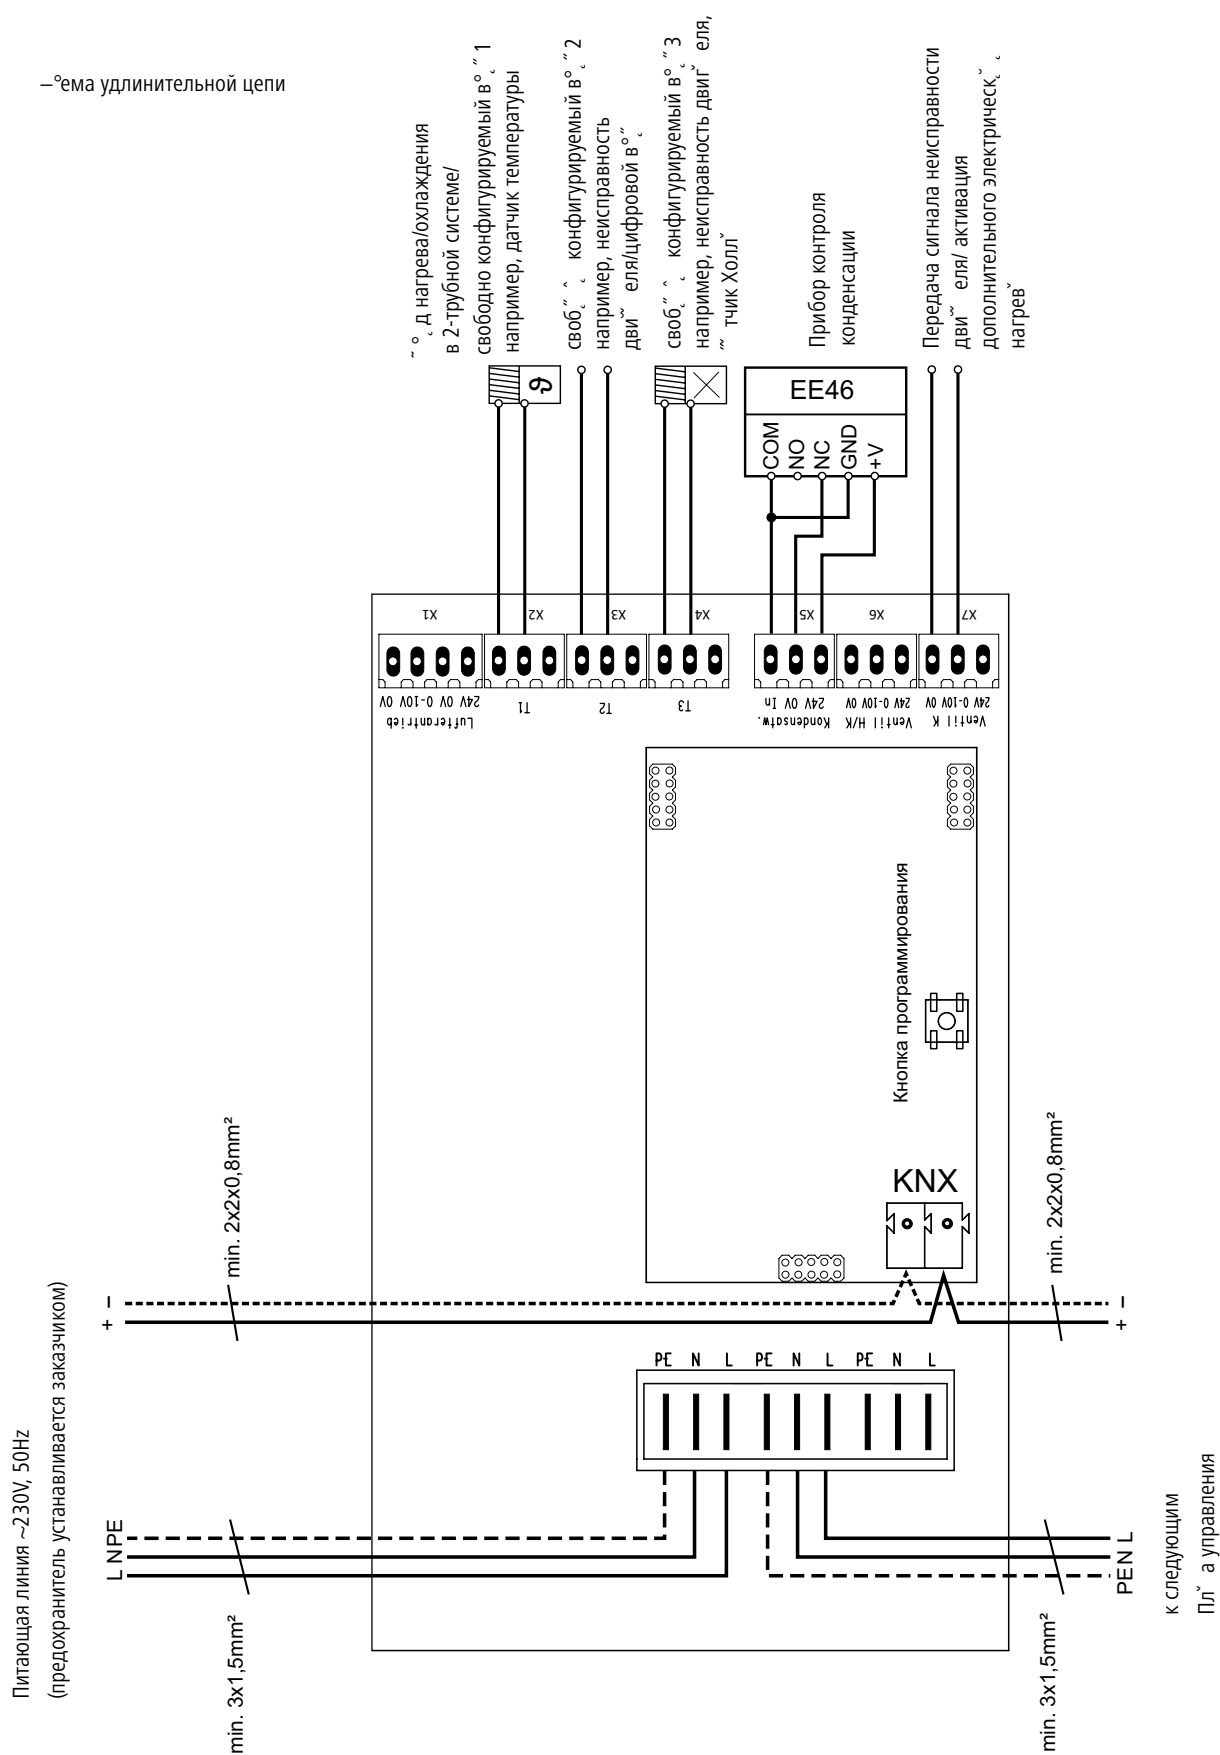 ема удлинительной цепи
д нагрева/охлаждения
в 2-трубной системе/
свободно конфигурируемый 1
например, датчик температуры
конфигурируемый 2
например, неисправность
еля/цифровой
конфигурируемый 3
например, неисправность
тчик
Прибор контроля
конденсации
Передача сигнала неисправности
еля/ активация
дополнительного
EE46
COM
NO
NC
GND
+V
X1
X2
X3
X4
X5
X6
X7
0V 0V 0-10V 24V
Lufterantrieb
T1
T2
T3
In 0V 24V
Kondensatw.
0V 0-10V 24V
Ventil H/K
0V 0-10V 24V
Ventil K
Кнопка программирования
KNX
min. 2x2x0,8mm²
min. 2x2x0,8mm²
+ –
+ –
PE N L PE N L PE N L
Питающая линия ~230V, 50Hz
(предохранитель устанавливается заказчиком)
L N PE
PE N L
min. 3x1,5mm²
min. 3x1,5mm²
к следующим
а управления